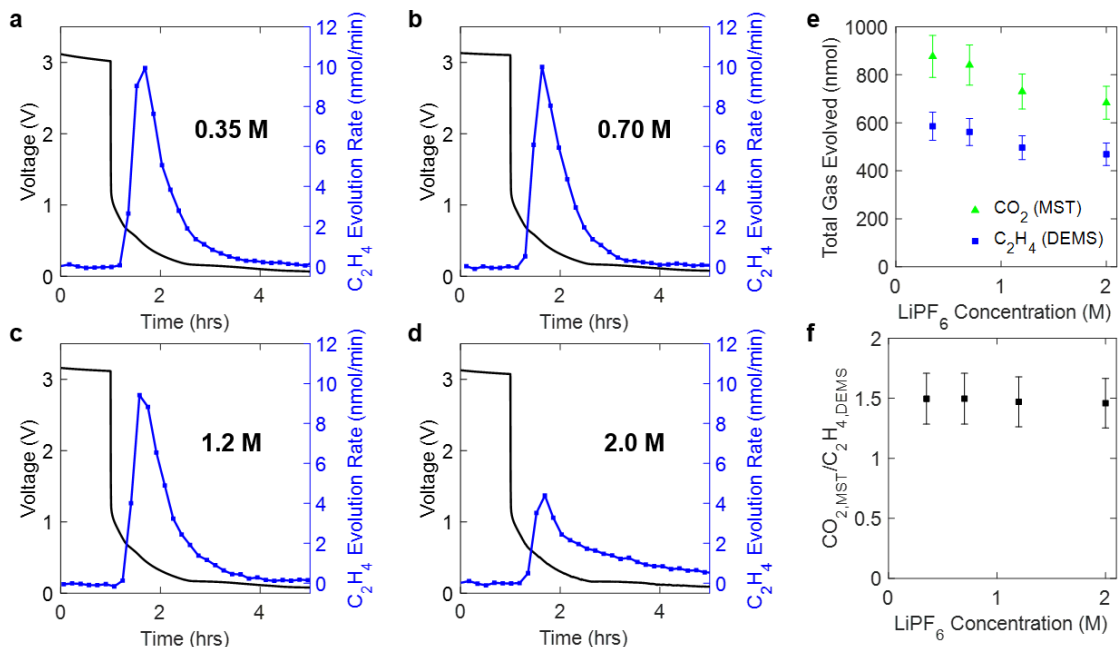 a
Voltage (V)
3
2
1
0
0
2
4
Time (hrs)
0.35 M
12
10
8
6
4
2
0
C2H4 Evolution Rate (nmol/min)
b
Voltage (V)
3
2
1
0
0
2
4
Time (hrs)
0.70 M
12
10
8
6
4
2
0
C2H4 Evolution Rate (nmol/min)
c
Voltage (V)
3
2
1
0
0
2
4
Time (hrs)
1.2 M
12
10
8
6
4
2
0
C2H4 Evolution Rate (nmol/min)
d
Voltage (V)
3
2
1
0
0
2
4
Time (hrs)
2.0 M
12
10
8
6
4
2
0
C2H4 Evolution Rate (nmol/min)
e
Total Gas Evolved (nmol)
1000
800
600
400
200
0
CO2 (MST)
C2H4 (DEMS)
0
1
2
LiPF6 Concentration (M)
f
CO2,MST/C2H4,DEMS
2
1.5
1
0.5
0
0
1
2
LiPF6 Concentration (M)